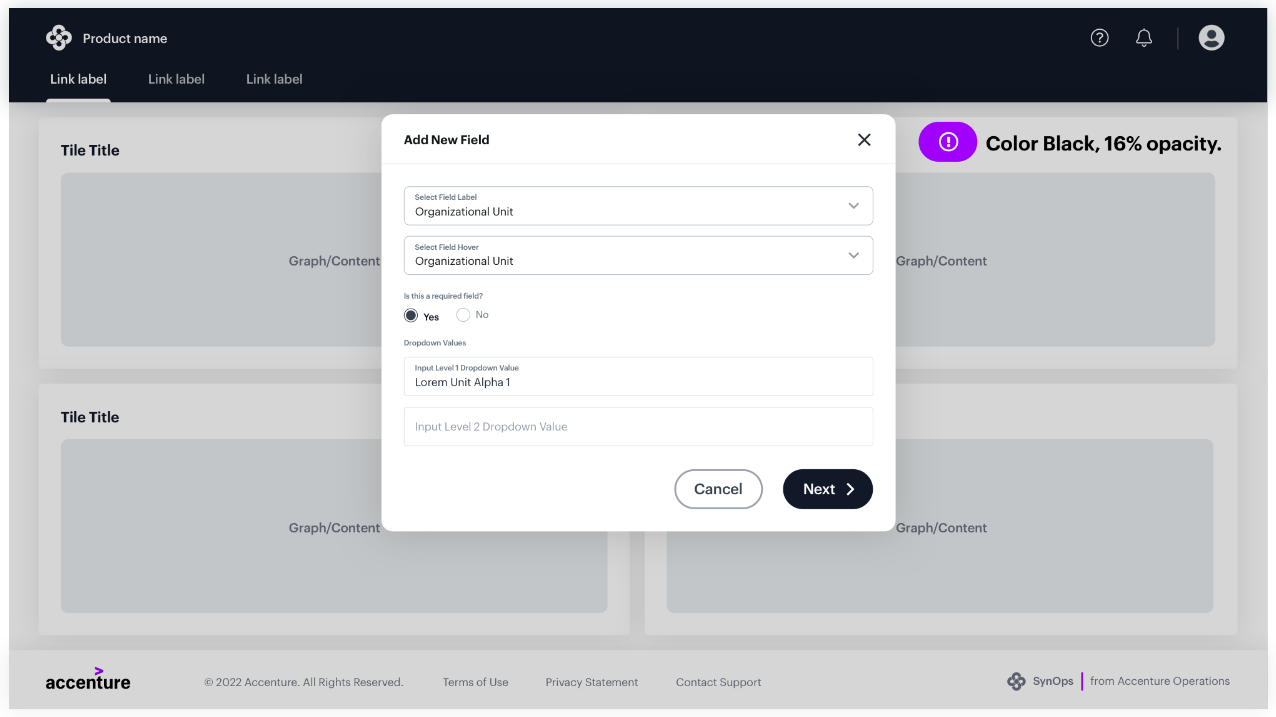 Product name
Link label
Link label
Link label
Add New Field
Color Black, 16% opacity.
Tile Title
Select Field Label
Organizational Unit
Select Field Hover
Organizational Unit
Graph/Content
Graph/Content
Is this a required field?
Yes
No
Dropdown Values
Input Level 1 Dropdown Value
Lorem Unit Alpha 1
Tile Title
Input Level 2 Dropdown Value
Cancel
Next
Graph/Content
Graph/Content
accenture
© 2022 Accenture. All Rights Reserved.
Terms of Use
Privacy Statement
Contact Support
SynOps
from Accenture Operations